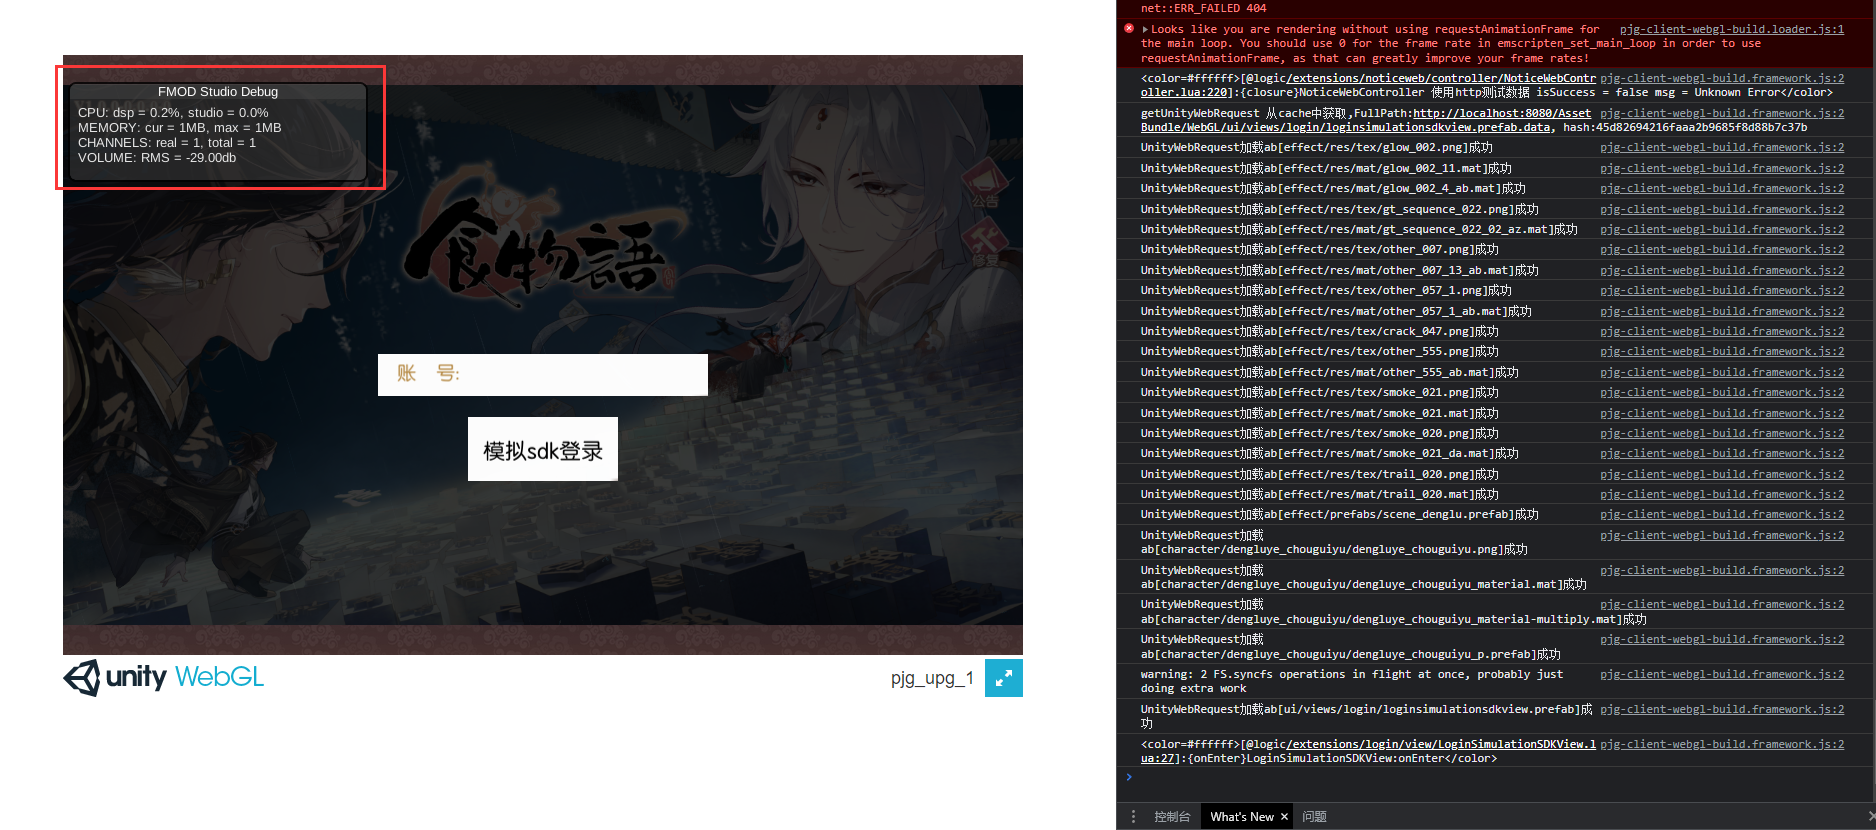 FMOD Studio Debug
CPU: dsp = 0.2%, studio = 0.0%
MEMORY: cur = 1MB, max = 1MB
CHANNELS: real = 1, total = 1
VOLUME: RMS = -29.00db
食物語
公告
修复
账 号:
模拟sdk登录
unity WebGL
pjg_upg_1
net::ERR_FAILED 404
Looks like you are rendering without using requestAnimationFrame for pjg-client-webgl-build.loader.js:1
the main loop. You should use 0 for the frame rate in emscripten_set_main_loop in order to use
requestAnimationFrame, as that can greatly improve your frame rates!
<color=#ffffff>[@logic/extensions/noticeweb/controller/NoticeWebContr pjg-client-webgl-build.framework.js:2
oller.lua:220]:{closure}NoticeWebController 使用http测试数据 isSuccess = false msg = Unknown Error</color>
getUnityWebRequest 从cache中获取,FullPath:http://localhost:8080/Asset pjg-client-webgl-build.framework.js:2
Bundle/WebGL/ui/views/login/loginsimulationsdkview.prefab.data, hash:45d82694216faaa2b9685f8d88b7c37b
UnityWebRequest加载ab[effect/res/tex/glow_002.png]成功 pjg-client-webgl-build.framework.js:2
UnityWebRequest加载ab[effect/res/mat/glow_002_11.mat]成功 pjg-client-webgl-build.framework.js:2
UnityWebRequest加载ab[effect/res/mat/glow_002_4_ab.mat]成功 pjg-client-webgl-build.framework.js:2
UnityWebRequest加载ab[effect/res/tex/gt_sequence_022.png]成功 pjg-client-webgl-build.framework.js:2
UnityWebRequest加载ab[effect/res/mat/gt_sequence_022_02_az.mat]成功 pjg-client-webgl-build.framework.js:2
UnityWebRequest加载ab[effect/res/tex/other_007.png]成功 pjg-client-webgl-build.framework.js:2
UnityWebRequest加载ab[effect/res/mat/other_007_13_ab.mat]成功 pjg-client-webgl-build.framework.js:2
UnityWebRequest加载ab[effect/res/tex/other_057_1.png]成功 pjg-client-webgl-build.framework.js:2
UnityWebRequest加载ab[effect/res/mat/other_057_1_ab.mat]成功 pjg-client-webgl-build.framework.js:2
UnityWebRequest加载ab[effect/res/tex/crack_047.png]成功 pjg-client-webgl-build.framework.js:2
UnityWebRequest加载ab[effect/res/tex/other_555.png]成功 pjg-client-webgl-build.framework.js:2
UnityWebRequest加载ab[effect/res/mat/other_555_ab.mat]成功 pjg-client-webgl-build.framework.js:2
UnityWebRequest加载ab[effect/res/tex/smoke_021.png]成功 pjg-client-webgl-build.framework.js:2
UnityWebRequest加载ab[effect/res/mat/smoke_021.mat]成功 pjg-client-webgl-build.framework.js:2
UnityWebRequest加载ab[effect/res/tex/smoke_020.png]成功 pjg-client-webgl-build.framework.js:2
UnityWebRequest加载ab[effect/res/mat/smoke_021_da.mat]成功 pjg-client-webgl-build.framework.js:2
UnityWebRequest加载ab[effect/res/tex/trail_020.png]成功 pjg-client-webgl-build.framework.js:2
UnityWebRequest加载ab[effect/res/mat/trail_020.mat]成功 pjg-client-webgl-build.framework.js:2
UnityWebRequest加载ab[effect/prefabs/scene_denglu.prefab]成功 pjg-client-webgl-build.framework.js:2
UnityWebRequest加载 pjg-client-webgl-build.framework.js:2
ab[character/dengluye_chouguiyu/dengluye_chouguiyu.png]成功
UnityWebRequest加载 pjg-client-webgl-build.framework.js:2
ab[character/dengluye_chouguiyu/dengluye_chouguiyu_material.mat]成功
UnityWebRequest加载 pjg-client-webgl-build.framework.js:2
ab[character/dengluye_chouguiyu/dengluye_chouguiyu_material-multiply.mat]成功
UnityWebRequest加载 pjg-client-webgl-build.framework.js:2
ab[character/dengluye_chouguiyu/dengluye_chouguiyu_p.prefab]成功
warning: 2 FS.syncfs operations in flight at once, probably just pjg-client-webgl-build.framework.js:2
doing extra work
UnityWebRequest加载ab[ui/views/login/loginsimulationsdkview.prefab]成 pjg-client-webgl-build.framework.js:2
功
<color=#ffffff>[@logic/extensions/login/view/LoginSimulationSDKView.l pjg-client-webgl-build.framework.js:2
ua:27]:{onEnter}LoginSimulationSDKView:onEnter</color>
控制台 What's New × 问题